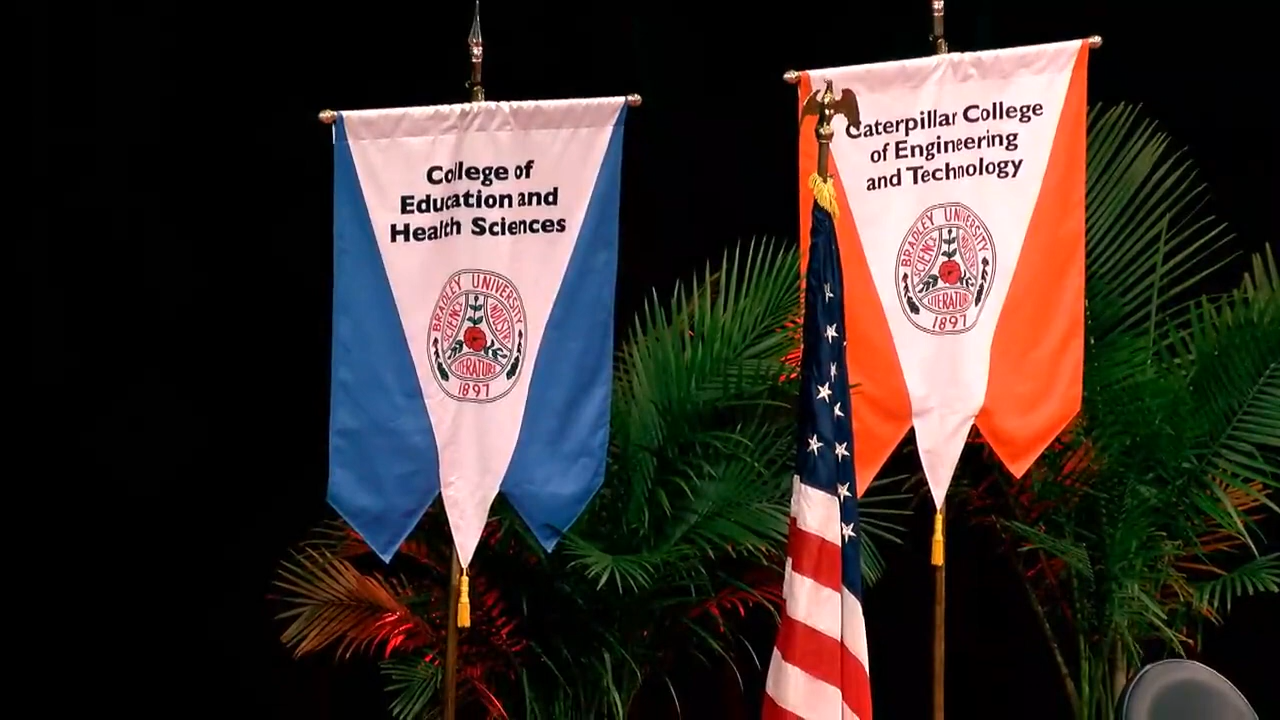 College of
Education and
Health Sciences
BRADLEY UNIVERSITY
SCIENCE
INDUSTRY
LITERATURE
1897
Caterpillar College
of Engineering
and Technology
BRADLEY UNIVERSITY
SCIENCE
INDUSTRY
LITERATURE
1897